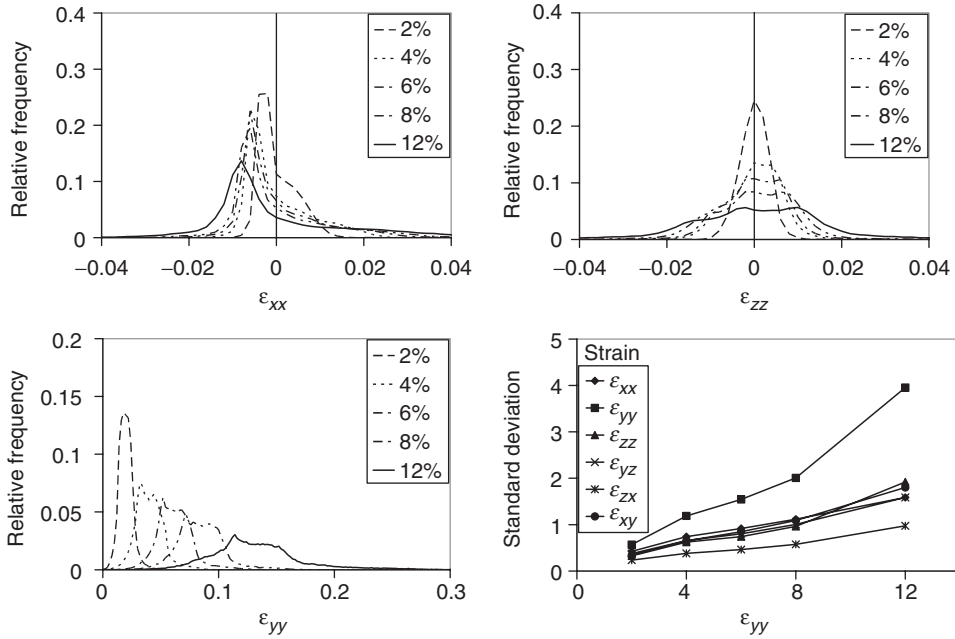 0.4
0.3
0.2
0.1
0
Relative frequency
−0.04 −0.02 0 0.02 0.04
εxx
2%
4%
6%
8%
12%
0.4
0.3
0.2
0.1
0
Relative frequency
−0.04 −0.02 0 0.02 0.04
εzz
2%
4%
6%
8%
12%
0.2
0.15
0.1
0.05
0
Relative frequency
0 0.1 0.2 0.3
εyy
2%
4%
6%
8%
12%
5
4
3
2
1
0
Standard deviation
0 4 8 12
εyy
Strain
εxx
εyy
εzz
εyz
εzx
εxy